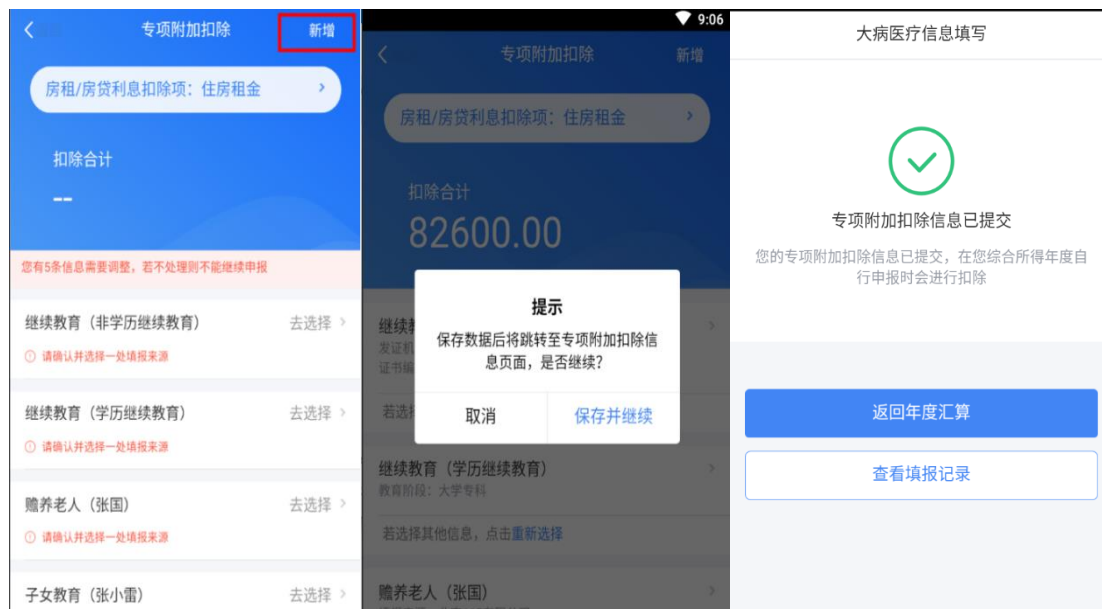 专项附加扣除
新增
房租/房贷利息扣除项：住房租金
扣除合计
--
您有5条信息需要调整，若不处理则不能继续申报
继续教育（非学历继续教育）
去选择
请确认并选择一处填报来源
继续教育（学历继续教育）
去选择
请确认并选择一处填报来源
赡养老人（张国）
去选择
请确认并选择一处填报来源
子女教育（张小雷）
去选择
9:06
专项附加扣除
新增
房租/房贷利息扣除项：住房租金
扣除合计
82600.00
继续
发证机
证书编
若选择
提示
保存数据后将跳转至专项附加扣除信
息页面，是否继续？
取消
保存并继续
继续教育（学历继续教育）
教育阶段：大学专科
若选择其他信息，点击重新选择
赡养老人（张国）
大病医疗信息填写
专项附加扣除信息已提交
您的专项附加扣除信息已提交，在您综合所得年度自
行申报时会进行扣除
返回年度汇算
查看填报记录